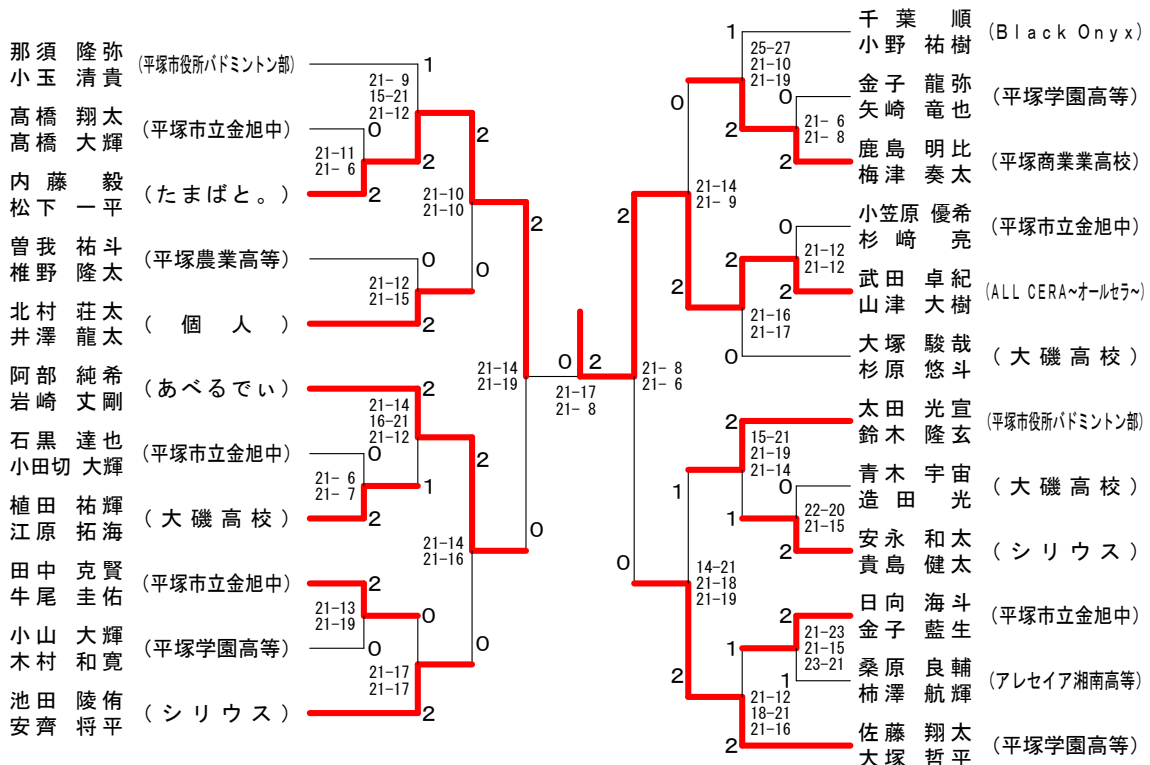 那須 隆弥
小玉 清貴
(平塚市役所バドミントン部)
1
21- 9
15-21
21-12
髙橋 翔太
髙橋 大輝
(平塚市立金旭中)
0
2
2
21-11
21- 6
内藤 毅
松下 一平
(たまばと。)
2
21-10
21-10
2
曽我 祐斗
椎野 隆太
(平塚農業高等)
0
0
21-12
21-15
北村 荘太
井澤 龍太
(個人)
2
21-14
21-19
0
阿部 純希
岩崎 丈剛
(あべるでぃ)
2
21-14
16-21
21-12
石黒 達也
小田切 大輝
(平塚市立金旭中)
0
2
21- 6
21- 7
1
植田 祐輝
江原 拓海
(大磯高校)
2
0
21-14
21-16
田中 克賢
牛尾 圭佑
(平塚市立金旭中)
2
21-13
21-19
0
小山 大輝
木村 和寛
(平塚学園高等)
0
0
21-17
21-17
池田 陵侑
安齊 将平
(シリウス)
2
2
21-17
21- 8
千葉 順
小野 祐樹
(Black Onyx)
1
25-27
21-10
21-19
金子 龍弥
矢崎 竜也
(平塚学園高等)
0
0
21- 6
21- 8
2
鹿島 明比
梅津 奏太
(平塚商業業高校)
2
21-14
21- 9
2
小笠原 優希
杉﨑 亮
(平塚市立金旭中)
0
21-12
21-12
2
武田 卓紀
山津 大樹
(ALL CERA~オールセラ~)
2
2
21-16
21-17
大塚 駿哉
杉原 悠斗
(大磯高校)
0
21- 8
21- 6
太田 光宣
鈴木 隆玄
(平塚市役所バドミントン部)
2
15-21
21-19
21-14
青木 宇宙
造田 光
(大磯高校)
0
1
22-20
21-15
1
安永 和太
貴島 健太
(シリウス)
2
0
14-21
21-18
21-19
日向 海斗
金子 藍生
(平塚市立金旭中)
2
21-23
21-15
23-21
1
桑原 良輔
柿澤 航輝
(アレセイア湘南高等)
1
2
21-12
18-21
21-16
佐藤 翔太
大塚 哲平
(平塚学園高等)
2